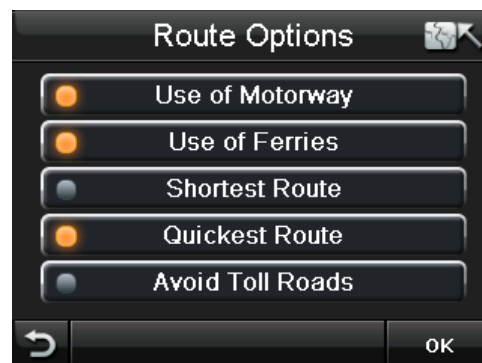 Route Options
Use of Motorway
Use of Ferries
Shortest Route
Quickest Route
Avoid Toll Roads
OK